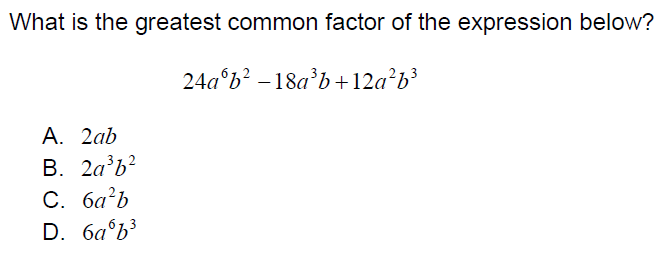 What is the greatest common factor of the expression below?
24a⁶b² – 18a³b + 12a²b³
A. 2ab
B. 2a³b²
C. 6a²b
D. 6a⁶b³